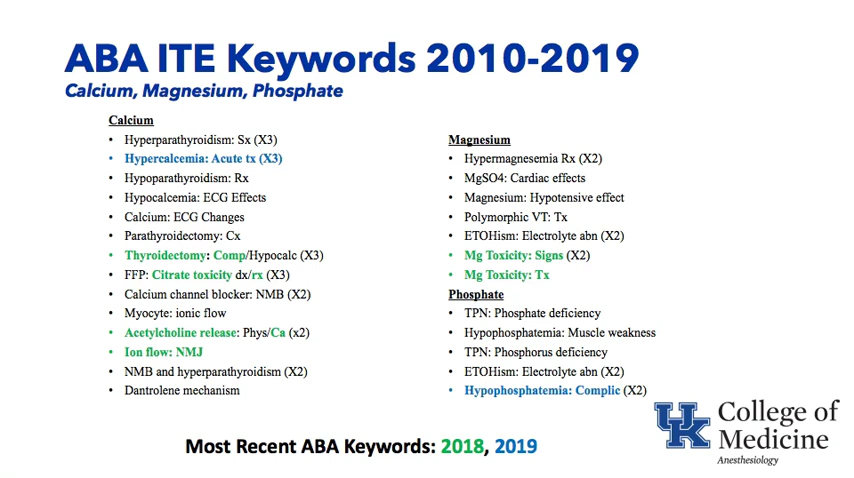 ABA ITE Keywords 2010-2019
Calcium, Magnesium, Phosphate
Calcium
• Hyperparathyroidism: Sx (X3)
• Hypercalcemia: Acute tx (X3)
• Hypoparathyroidism: Rx
• Hypocalcemia: ECG Effects
• Calcium: ECG Changes
• Parathyroidectomy: Cx
• Thyroidectomy: Comp/Hypocalc (X3)
• FFP: Citrate toxicity dx/rx (X3)
• Calcium channel blocker: NMB (X2)
• Myocyte: ionic flow
• Acetylcholine release: Phys/Ca (x2)
• Ion flow: NMJ
• NMB and hyperparathyroidism (X2)
• Dantrolene mechanism
Magnesium
• Hypermagnesemia Rx (X2)
• MgSO4: Cardiac effects
• Magnesium: Hypotensive effect
• Polymorphic VT: Tx
• ETOHism: Electrolyte abn (X2)
• Mg Toxicity: Signs (X2)
• Mg Toxicity: Tx
Phosphate
• TPN: Phosphate deficiency
• Hypophosphatemia: Muscle weakness
• TPN: Phosphorus deficiency
• ETOHism: Electrolyte abn (X2)
• Hypophosphatemia: Complic (X2)
Most Recent ABA Keywords: 2018, 2019
UK
College of
Medicine
Anesthesiology